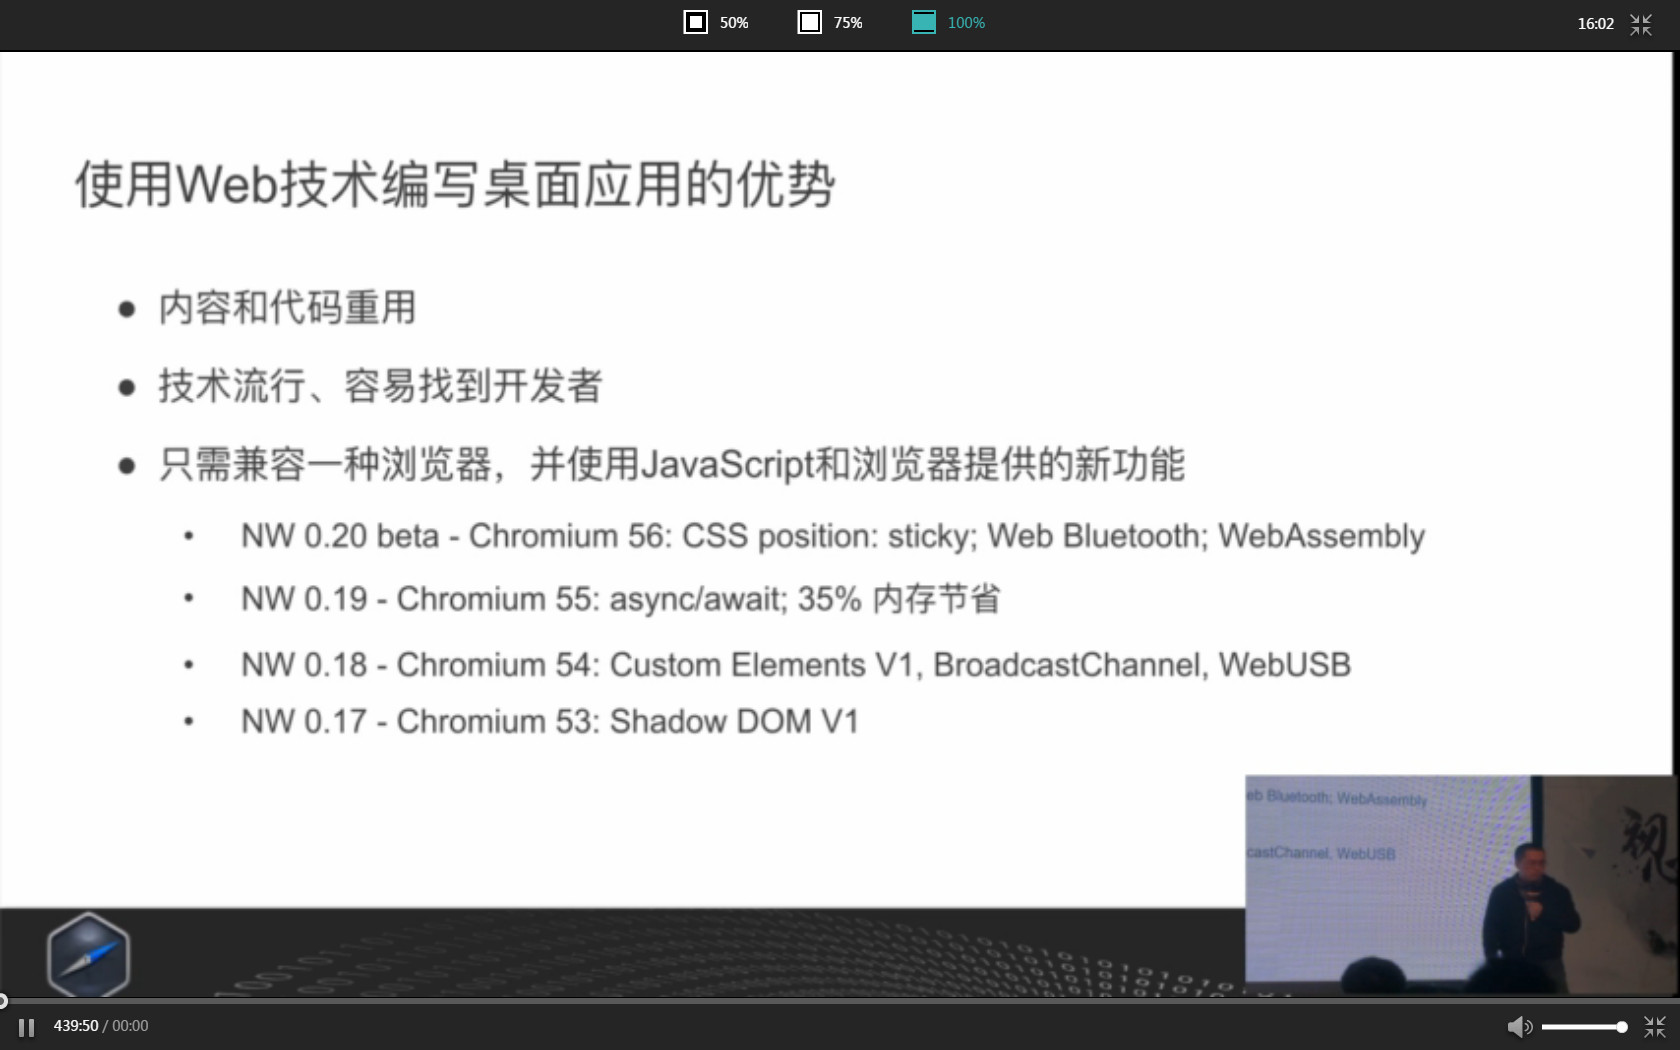 50% 75% 100% 16:02
使用Web技术编写桌面应用的优势
● 内容和代码重用
● 技术流行、容易找到开发者
● 只需兼容一种浏览器，并使用JavaScript和浏览器提供的新功能
• NW 0.20 beta - Chromium 56: CSS position: sticky; Web Bluetooth; WebAssembly
• NW 0.19 - Chromium 55: async/await; 35% 内存节省
• NW 0.18 - Chromium 54: Custom Elements V1, BroadcastChannel, WebUSB
• NW 0.17 - Chromium 53: Shadow DOM V1
eb Bluetooth; WebAssembly
castChannel, WebUSB
视
439:50 / 00:00